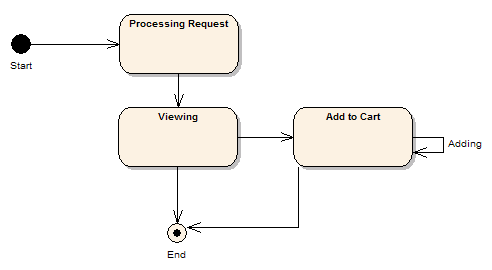 Processing Request
Start
Viewing
Add to Cart
Adding
End